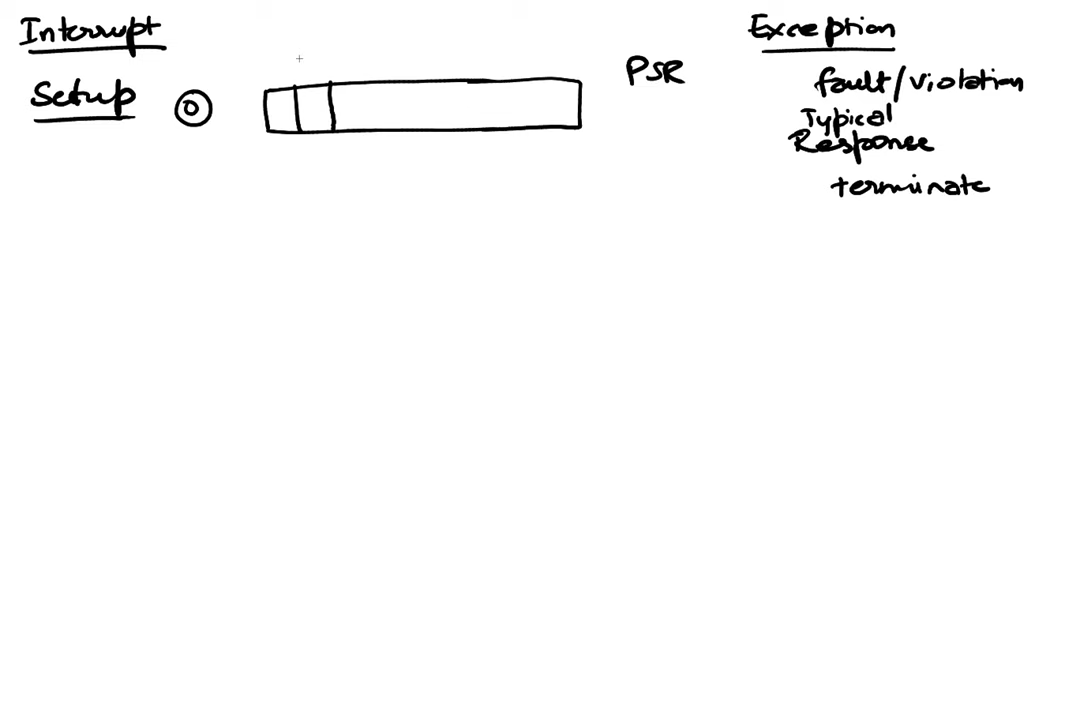 Interrupt
Setup 0 PSR
Exception
fault/violation
Typical
Response
terminate